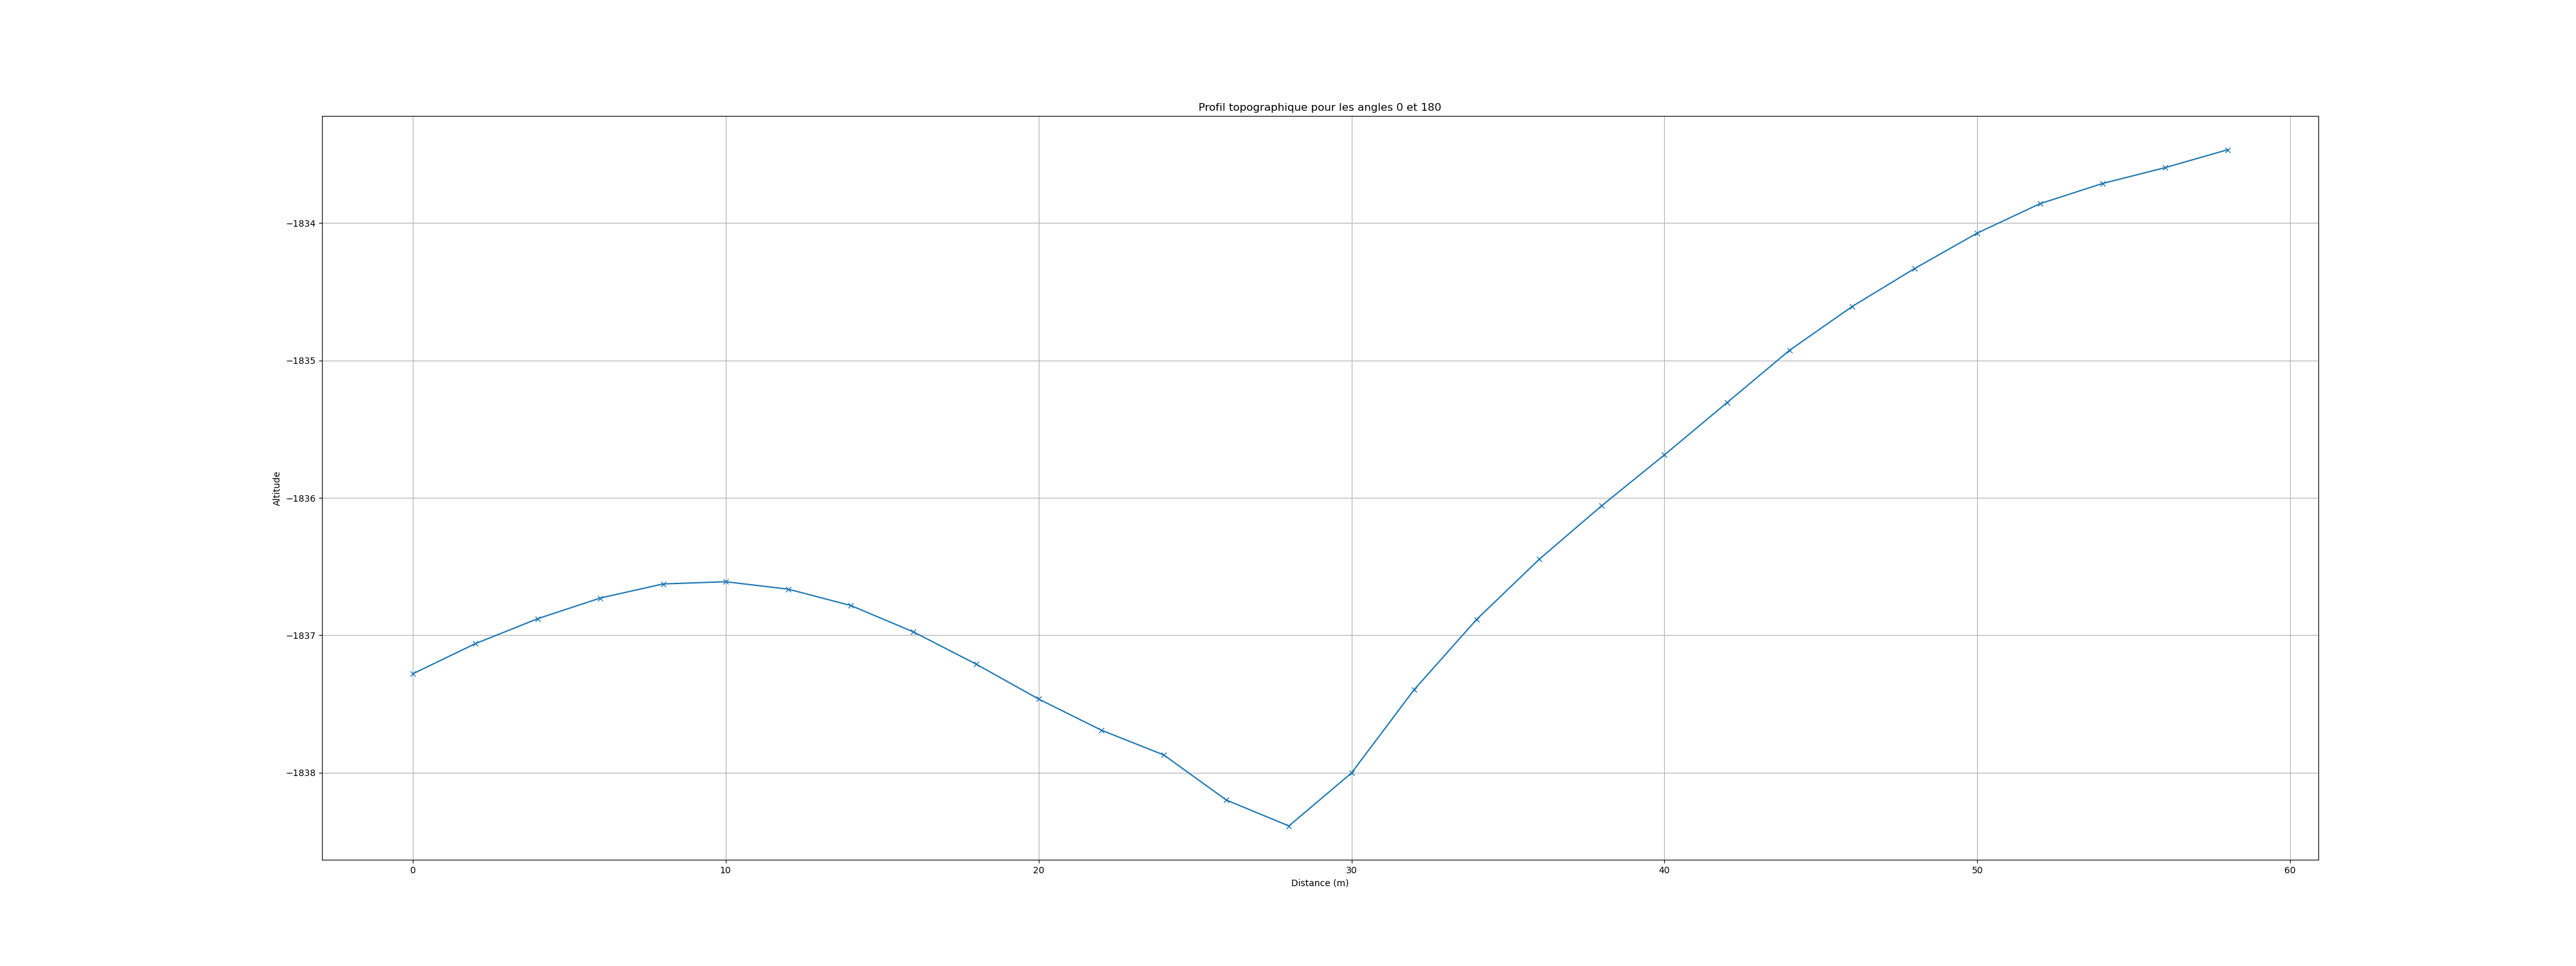 Profil topographique pour les angles 0 et 180
Altitude
−1834
−1835
−1836
−1837
−1838
0 10 20 30 40 50 60
Distance (m)